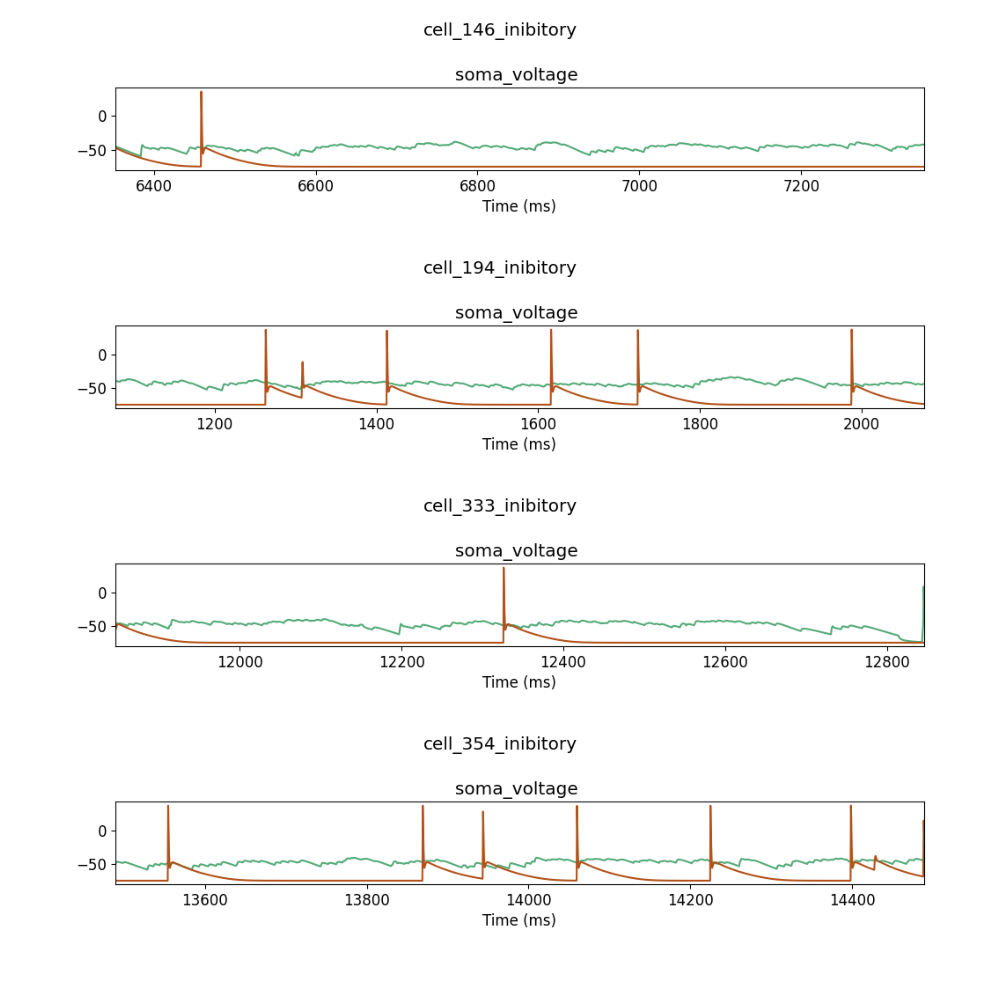 cell_146_inibitory
soma_voltage
0
−50
6400 6600 6800 7000 7200
Time (ms)
cell_194_inibitory
soma_voltage
0
−50
1200 1400 1600 1800 2000
Time (ms)
cell_333_inibitory
soma_voltage
0
−50
12000 12200 12400 12600 12800
Time (ms)
cell_354_inibitory
soma_voltage
0
−50
13600 13800 14000 14200 14400
Time (ms)